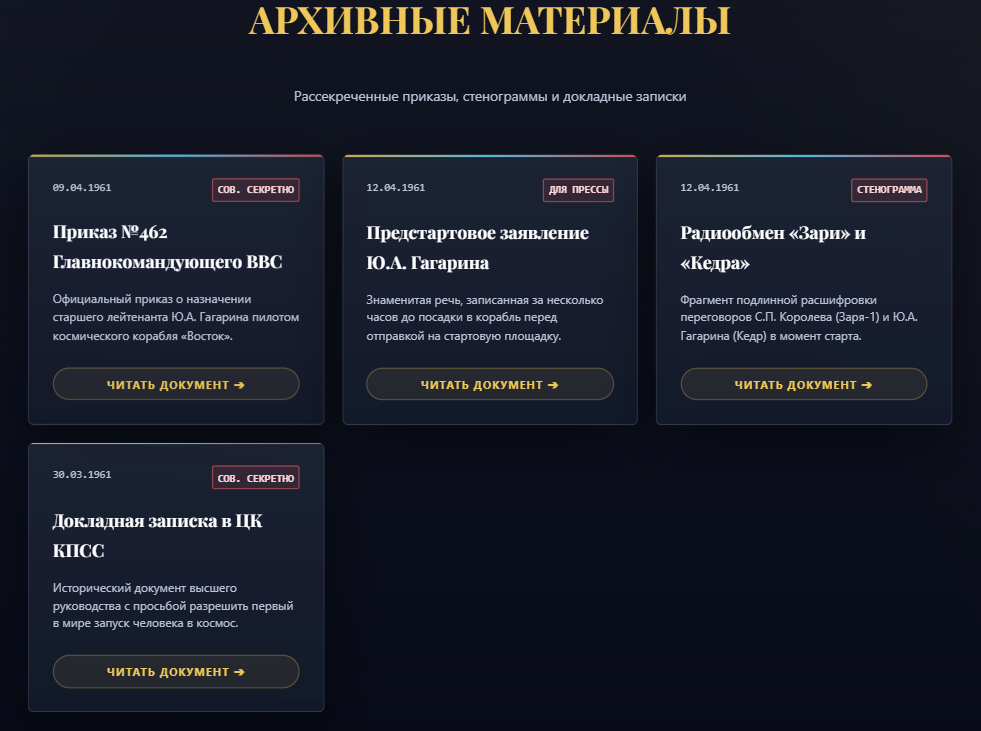 АРХИВНЫЕ МАТЕРИАЛЫ
Рассекреченные приказы, стенограммы и докладные записки
09.04.1961
СОВ. СЕКРЕТНО
Приказ №462
Главнокомандующего ВВС
Официальный приказ о назначении
старшего лейтенанта Ю.А. Гагарина пилотом
космического корабля «Восток».
ЧИТАТЬ ДОКУМЕНТ ➔
12.04.1961
ДЛЯ ПРЕССЫ
Предстартовое заявление
Ю.А. Гагарина
Знаменитая речь, записанная за несколько
часов до посадки в корабль перед
отправкой на стартовую площадку.
ЧИТАТЬ ДОКУМЕНТ ➔
12.04.1961
СТЕНОГРАММА
Радиообмен «Зари» и
«Кедра»
Фрагмент подлинной расшифровки
переговоров С.П. Королева (Заря-1) и Ю.А.
Гагарина (Кедр) в момент старта.
ЧИТАТЬ ДОКУМЕНТ ➔
30.03.1961
СОВ. СЕКРЕТНО
Докладная записка в ЦК
КПСС
Исторический документ высшего
руководства с просьбой разрешить первый
в мире запуск человека в космос.
ЧИТАТЬ ДОКУМЕНТ ➔